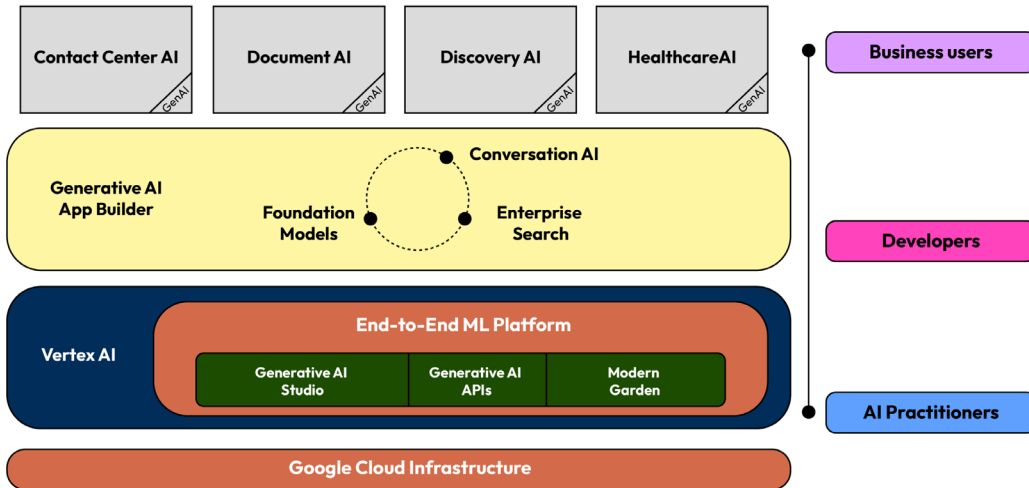 Contact Center AI
GenAI
Document AI
GenAI
Discovery AI
GenAI
HealthcareAI
GenAI
Business users
Generative AI
App Builder
Conversation AI
Foundation
Models
Enterprise
Search
Developers
Vertex AI
End-to-End ML Platform
Generative AI
Studio
Generative AI
APIs
Modern
Garden
AI Practitioners
Google Cloud Infrastructure